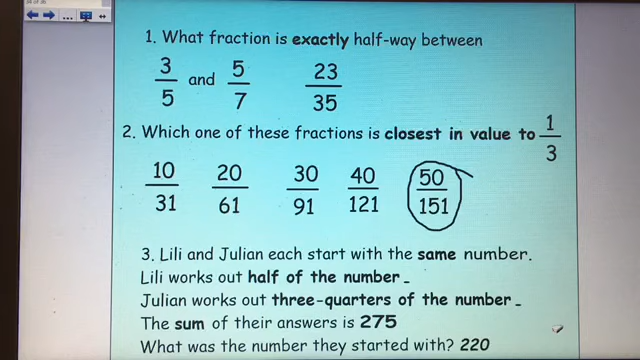 1. What fraction is exactly half-way between
3/5 and 5/7 23/35
2. Which one of these fractions is closest in value to 1/3
10/31 20/61 30/91 40/121 50/151
3. Lili and Julian each start with the same number.
Lili works out half of the number.
Julian works out three-quarters of the number.
The sum of their answers is 275
What was the number they started with? 220